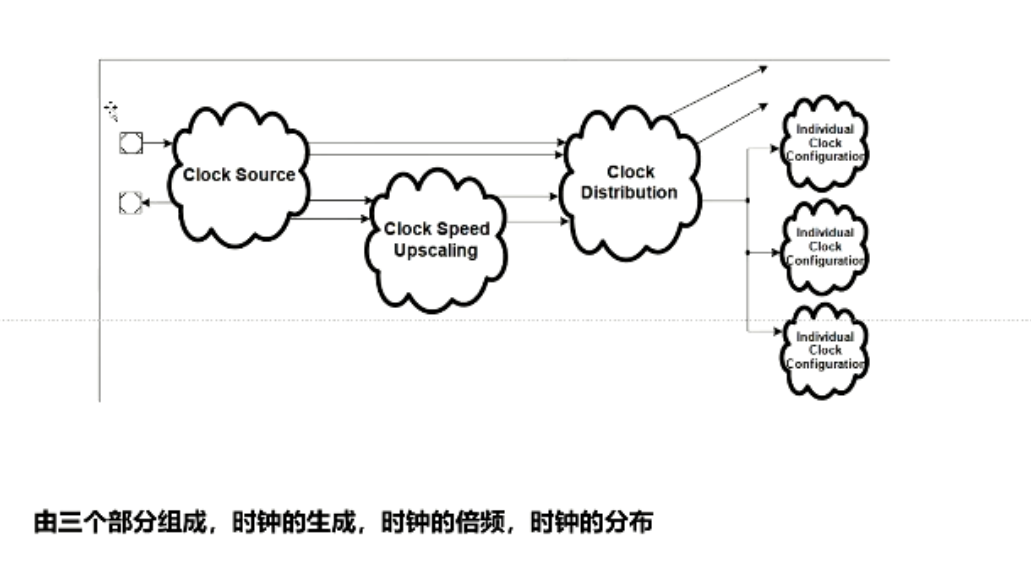 Clock Source
Clock Speed
Upscaling
Clock
Distribution
Individual
Clock
Configuration
Individual
Clock
Configuration
Individual
Clock
Configuration
由三个部分组成，时钟的生成，时钟的倍频，时钟的分布